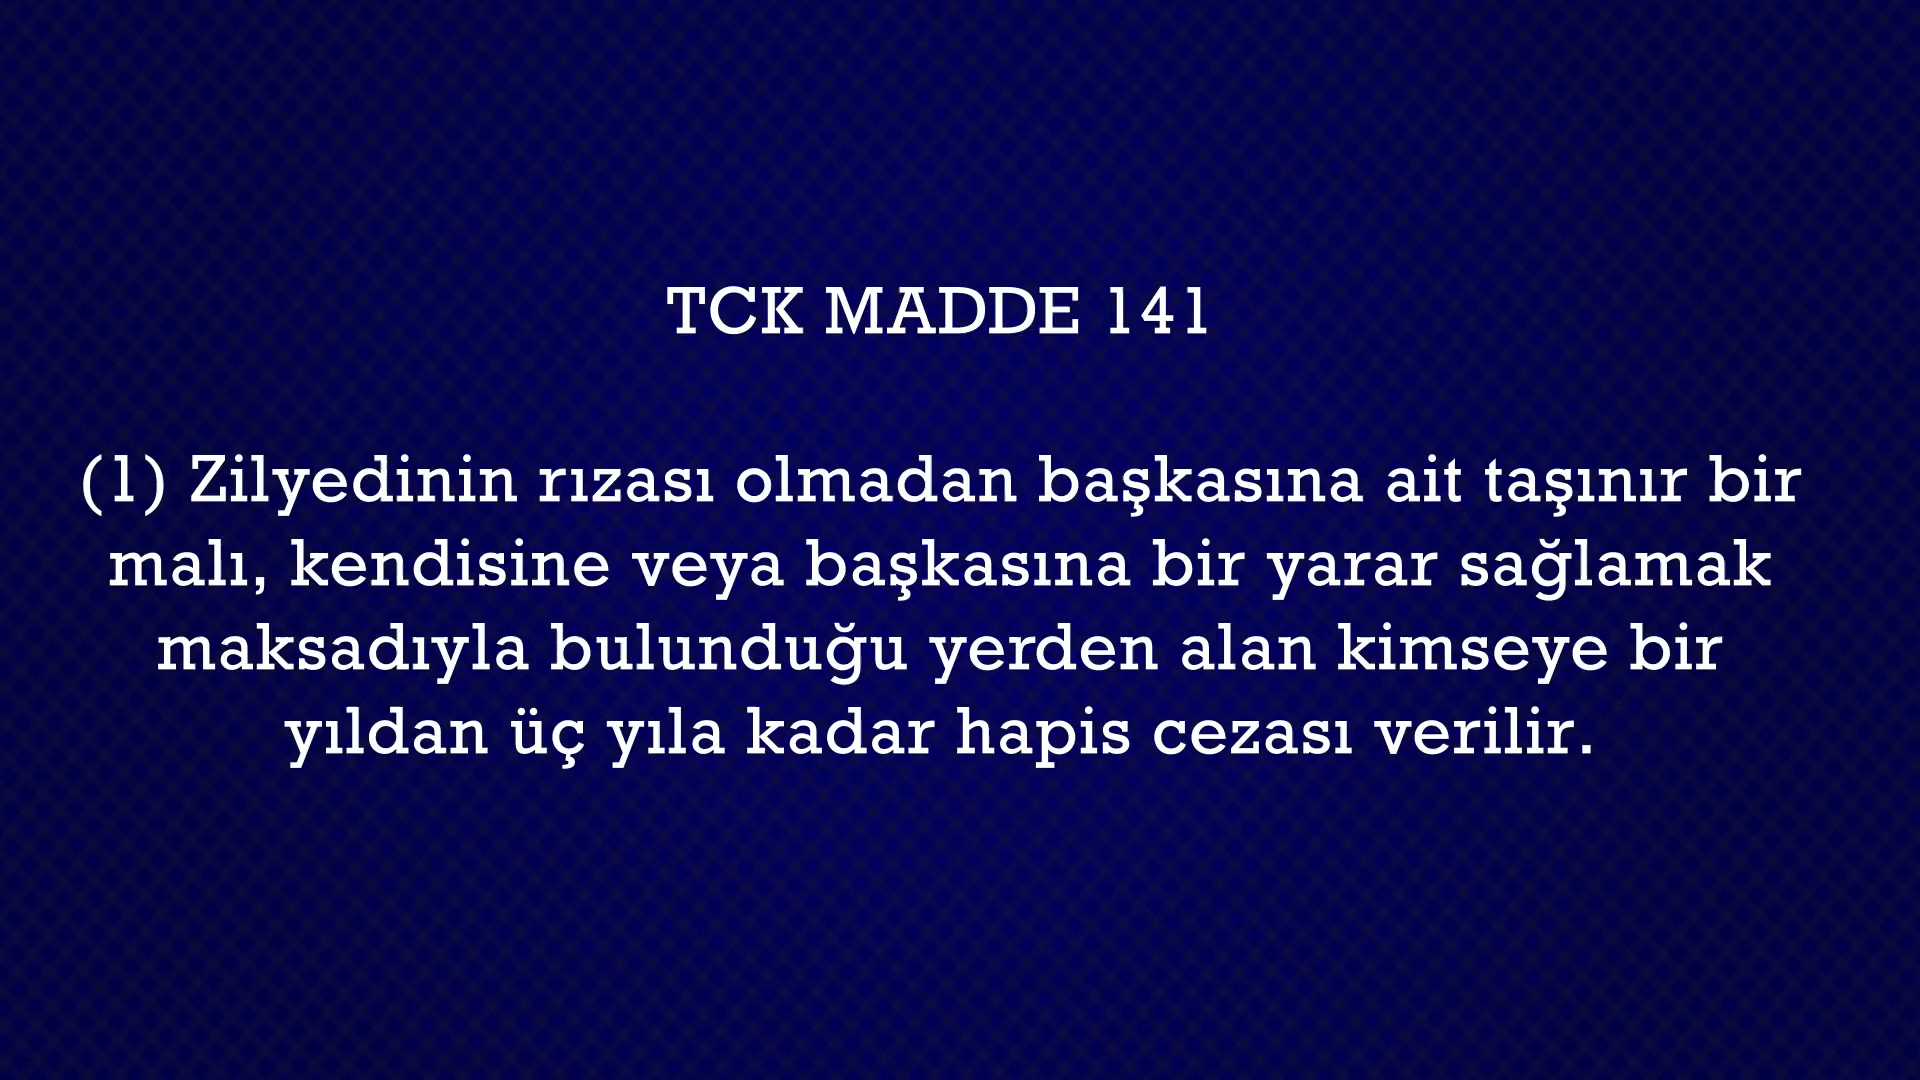 TCK MADDE 141
(1) Zilyedinin rızası olmadan başkasına ait taşınır bir
malı, kendisine veya başkasına bir yarar sağlamak
maksadıyla bulunduğu yerden alan kimseye bir
yıldan üç yıla kadar hapis cezası verilir.